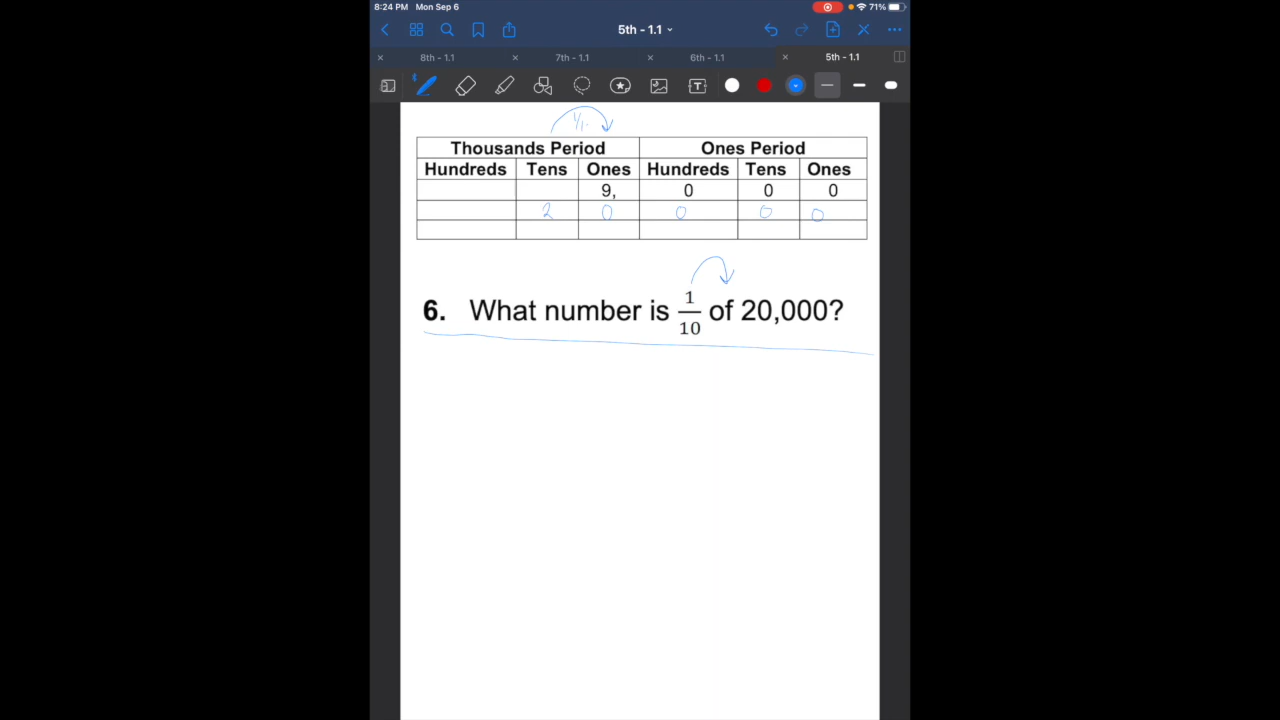 8:24 PM Mon Sep 6 71%
5th - 1.1
8th - 1.1 7th - 1.1 6th - 1.1 5th - 1.1
T
Thousands Period Ones Period
Hundreds Tens Ones Hundreds Tens Ones
9, 0 0 0
2 0 0 0 0
6. What number is 1/10 of 20,000?